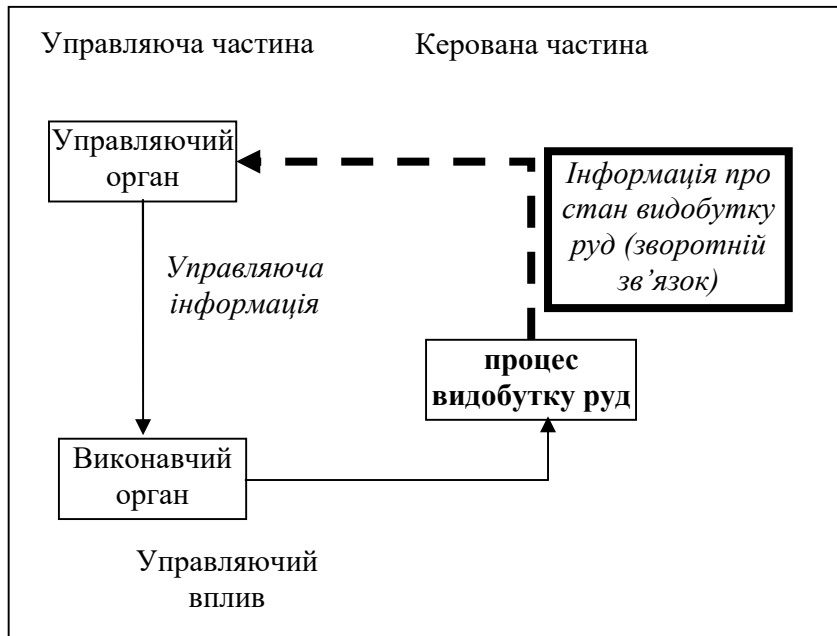 Управляюча частина
Керована частина
Управляючий
орган
Інформація про
стан видобутку
руд (зворотній
зв’язок)
Управляюча
інформація
процес
видобутку руд
Виконавчий
орган
Управляючий
вплив